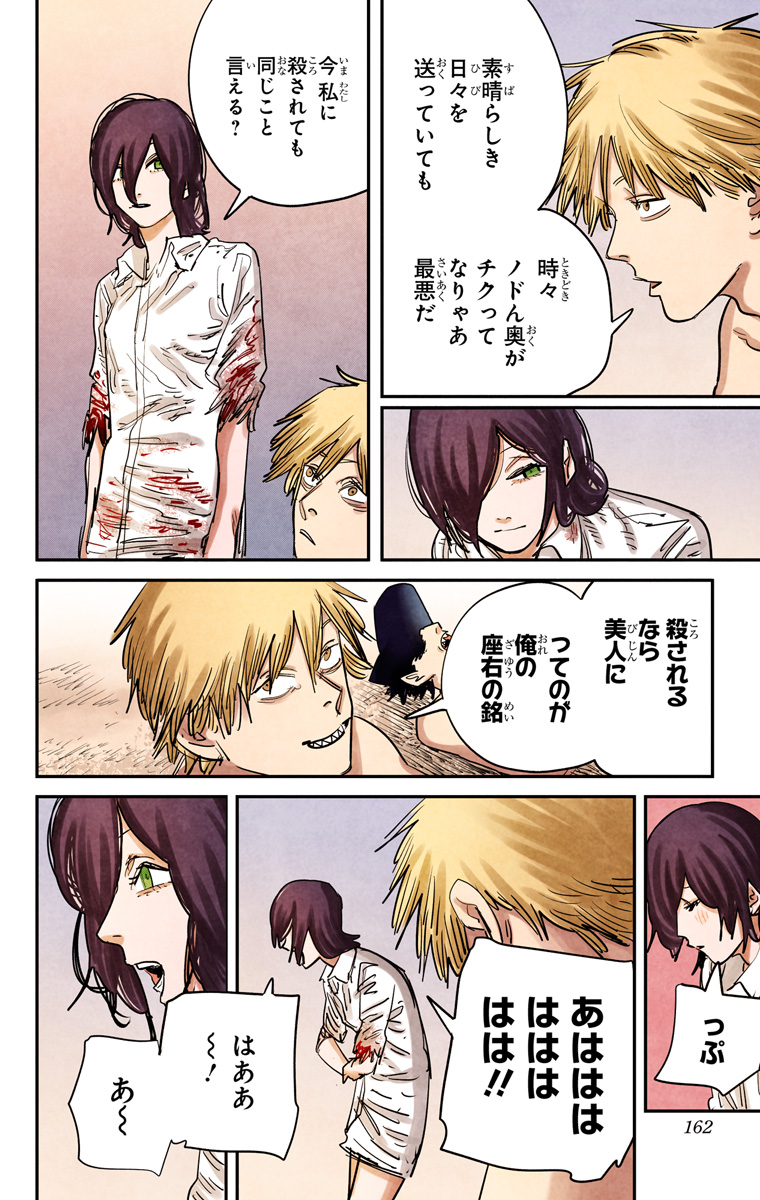 素晴らしき
日々を
送っていても
時々
ノドん奥が
チクって
なりゃあ
最悪だ
今私に
殺されても
同じこと
言える?
殺される
なら
美人に
つてのが
俺の
座右の銘
っぷ
あははは
ははは
はは!!
はああ
〜!
あ〜
162